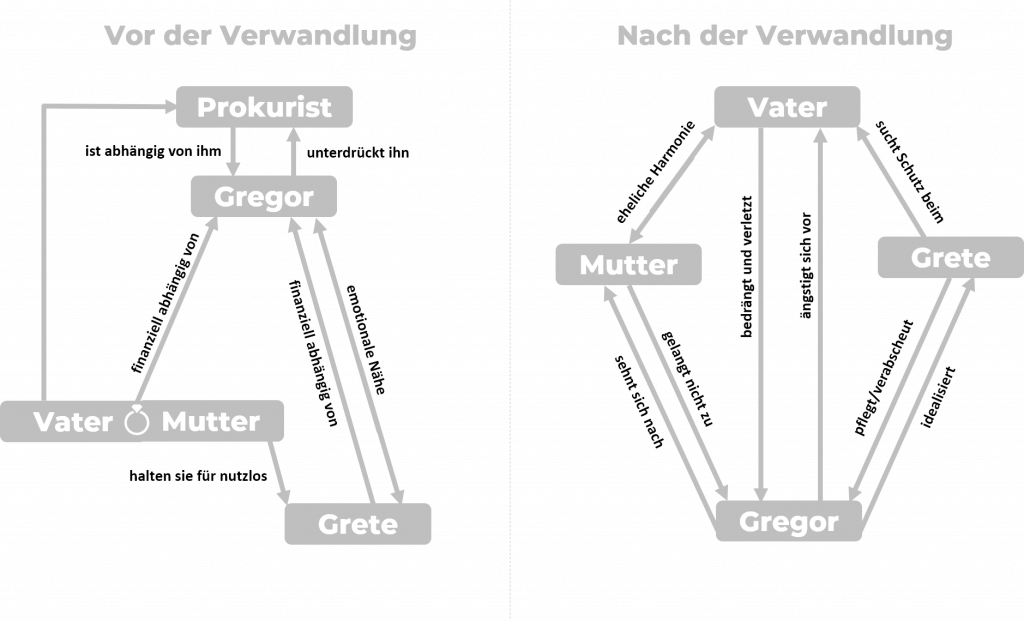 Vor der Verwandlung
Prokurist
ist abhängig von ihm
unterdrückt ihn
Gregor
finanziell abhängig von
finanziell abhängig von
emotionale Nähe
Vater Mutter
halten sie für nutzlos
Grete
Nach der Verwandlung
Vater
eheliche Harmonie
sucht Schutz beim
bedrängt und verletzt
ängstigt sich vor
Mutter
Grete
sehnt sich nach
gelangt nicht zu
pflegt/verabscheut
idealisiert
Gregor